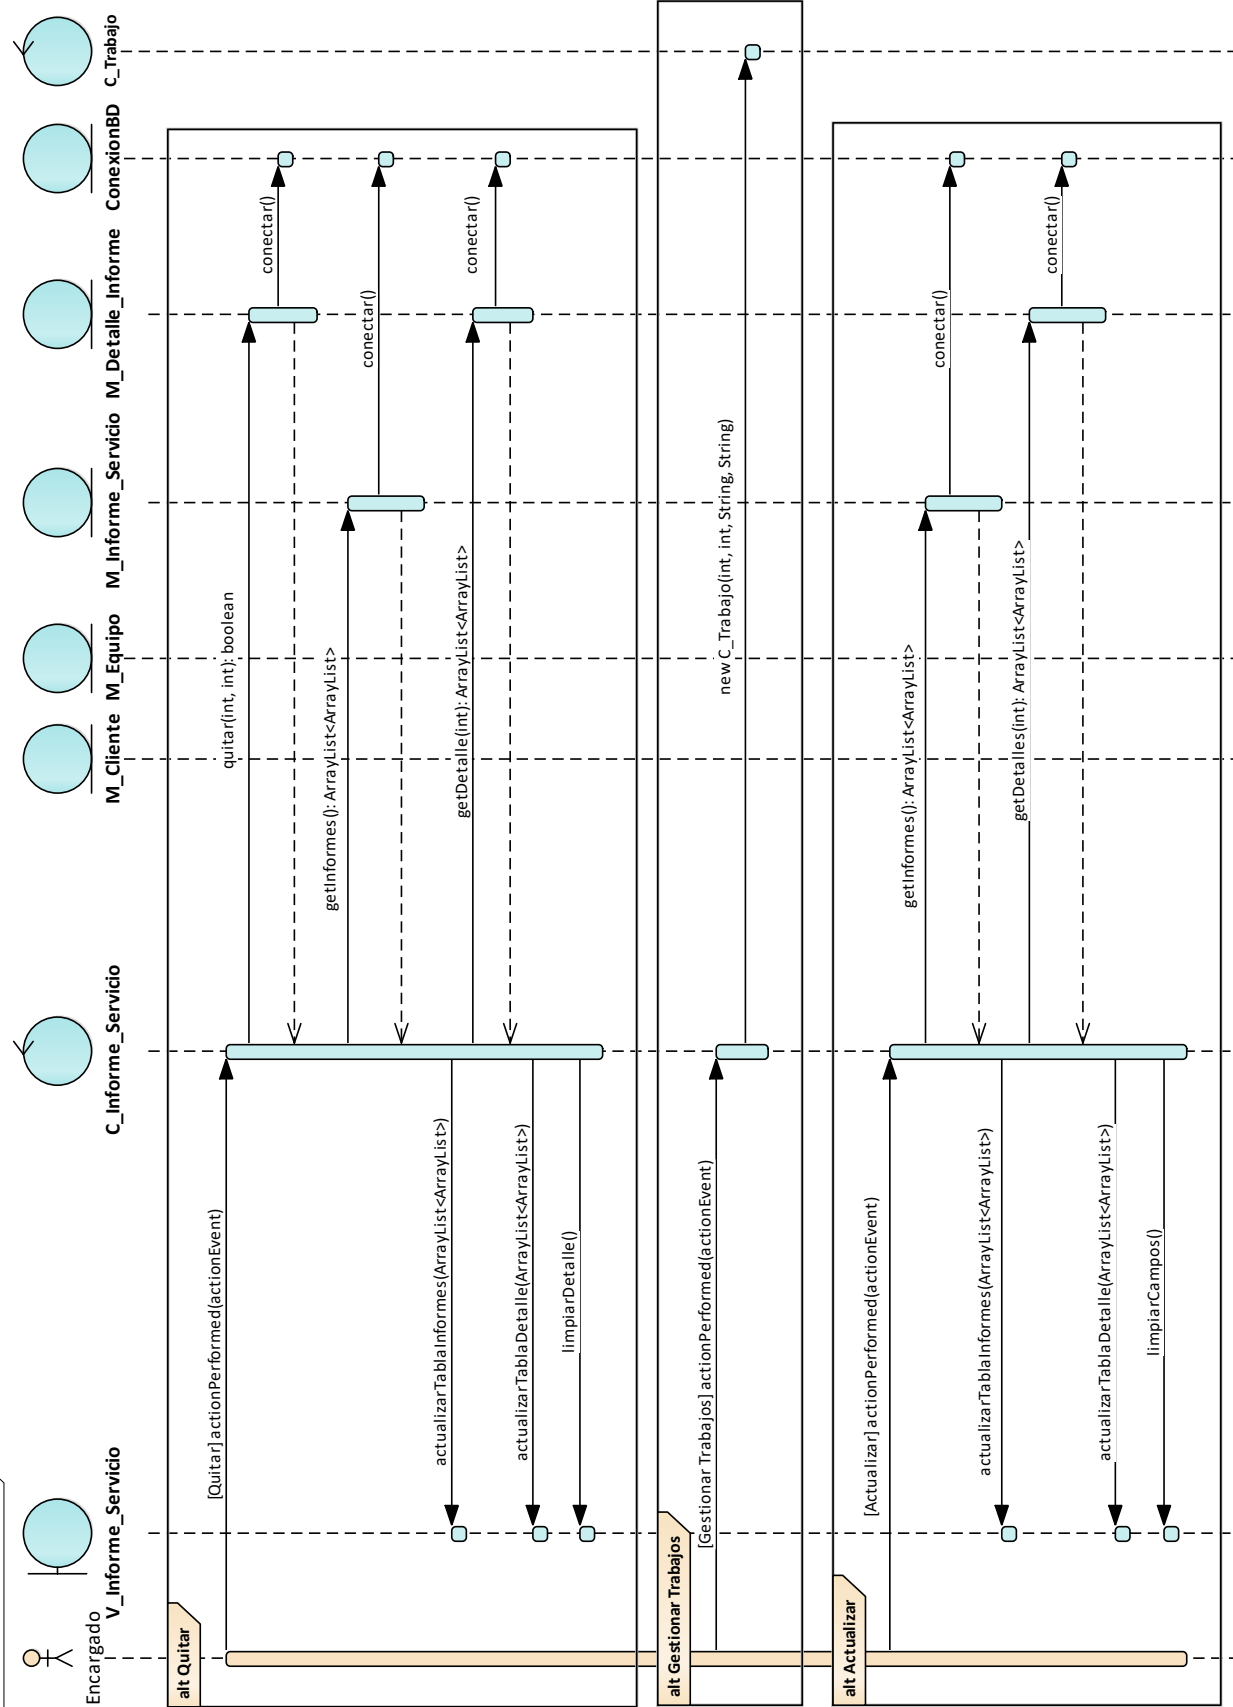 Encargado
V_Informe_Servicio
C_Informe_Servicio
M_Cliente
M_Equipo
M_Informe_Servicio
M_Detalle_Informe
ConexionBD
C_Trabajo
alt Quitar
[Quitar] actionPerformed(actionEvent)
quitar(int, int): boolean
conectar()
getInformes(): ArrayList<ArrayList>
conectar()
actualizarTablaInformes(ArrayList<ArrayList>)
getDetalle(int): ArrayList<ArrayList>
conectar()
actualizarTablaDetalle(ArrayList<ArrayList>)
limpiarDetalle()
alt Gestionar Trabajos
[Gestionar Trabajos] actionPerformed(actionEvent)
new C_Trabajo(int, int, String, String)
alt Actualizar
[Actualizar] actionPerformed(actionEvent)
getInformes(): ArrayList<ArrayList>
conectar()
actualizarTablaInformes(ArrayList<ArrayList>)
getDetalles(int): ArrayList<ArrayList>
conectar()
actualizarTablaDetalle(ArrayList<ArrayList>)
limpiarCampos()